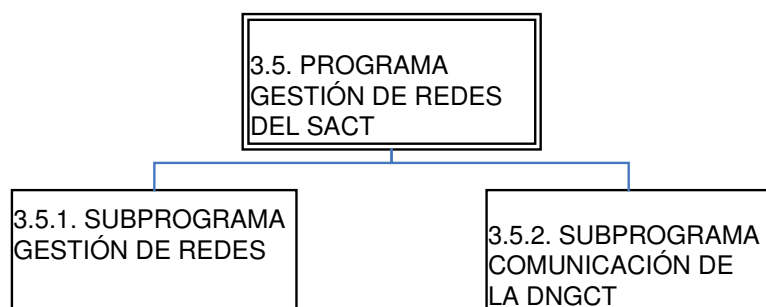 3.5. PROGRAMA
GESTIÓN DE REDES
DEL SACT
3.5.1. SUBPROGRAMA
GESTIÓN DE REDES
3.5.2. SUBPROGRAMA
COMUNICACIÓN DE
LA DNGCT